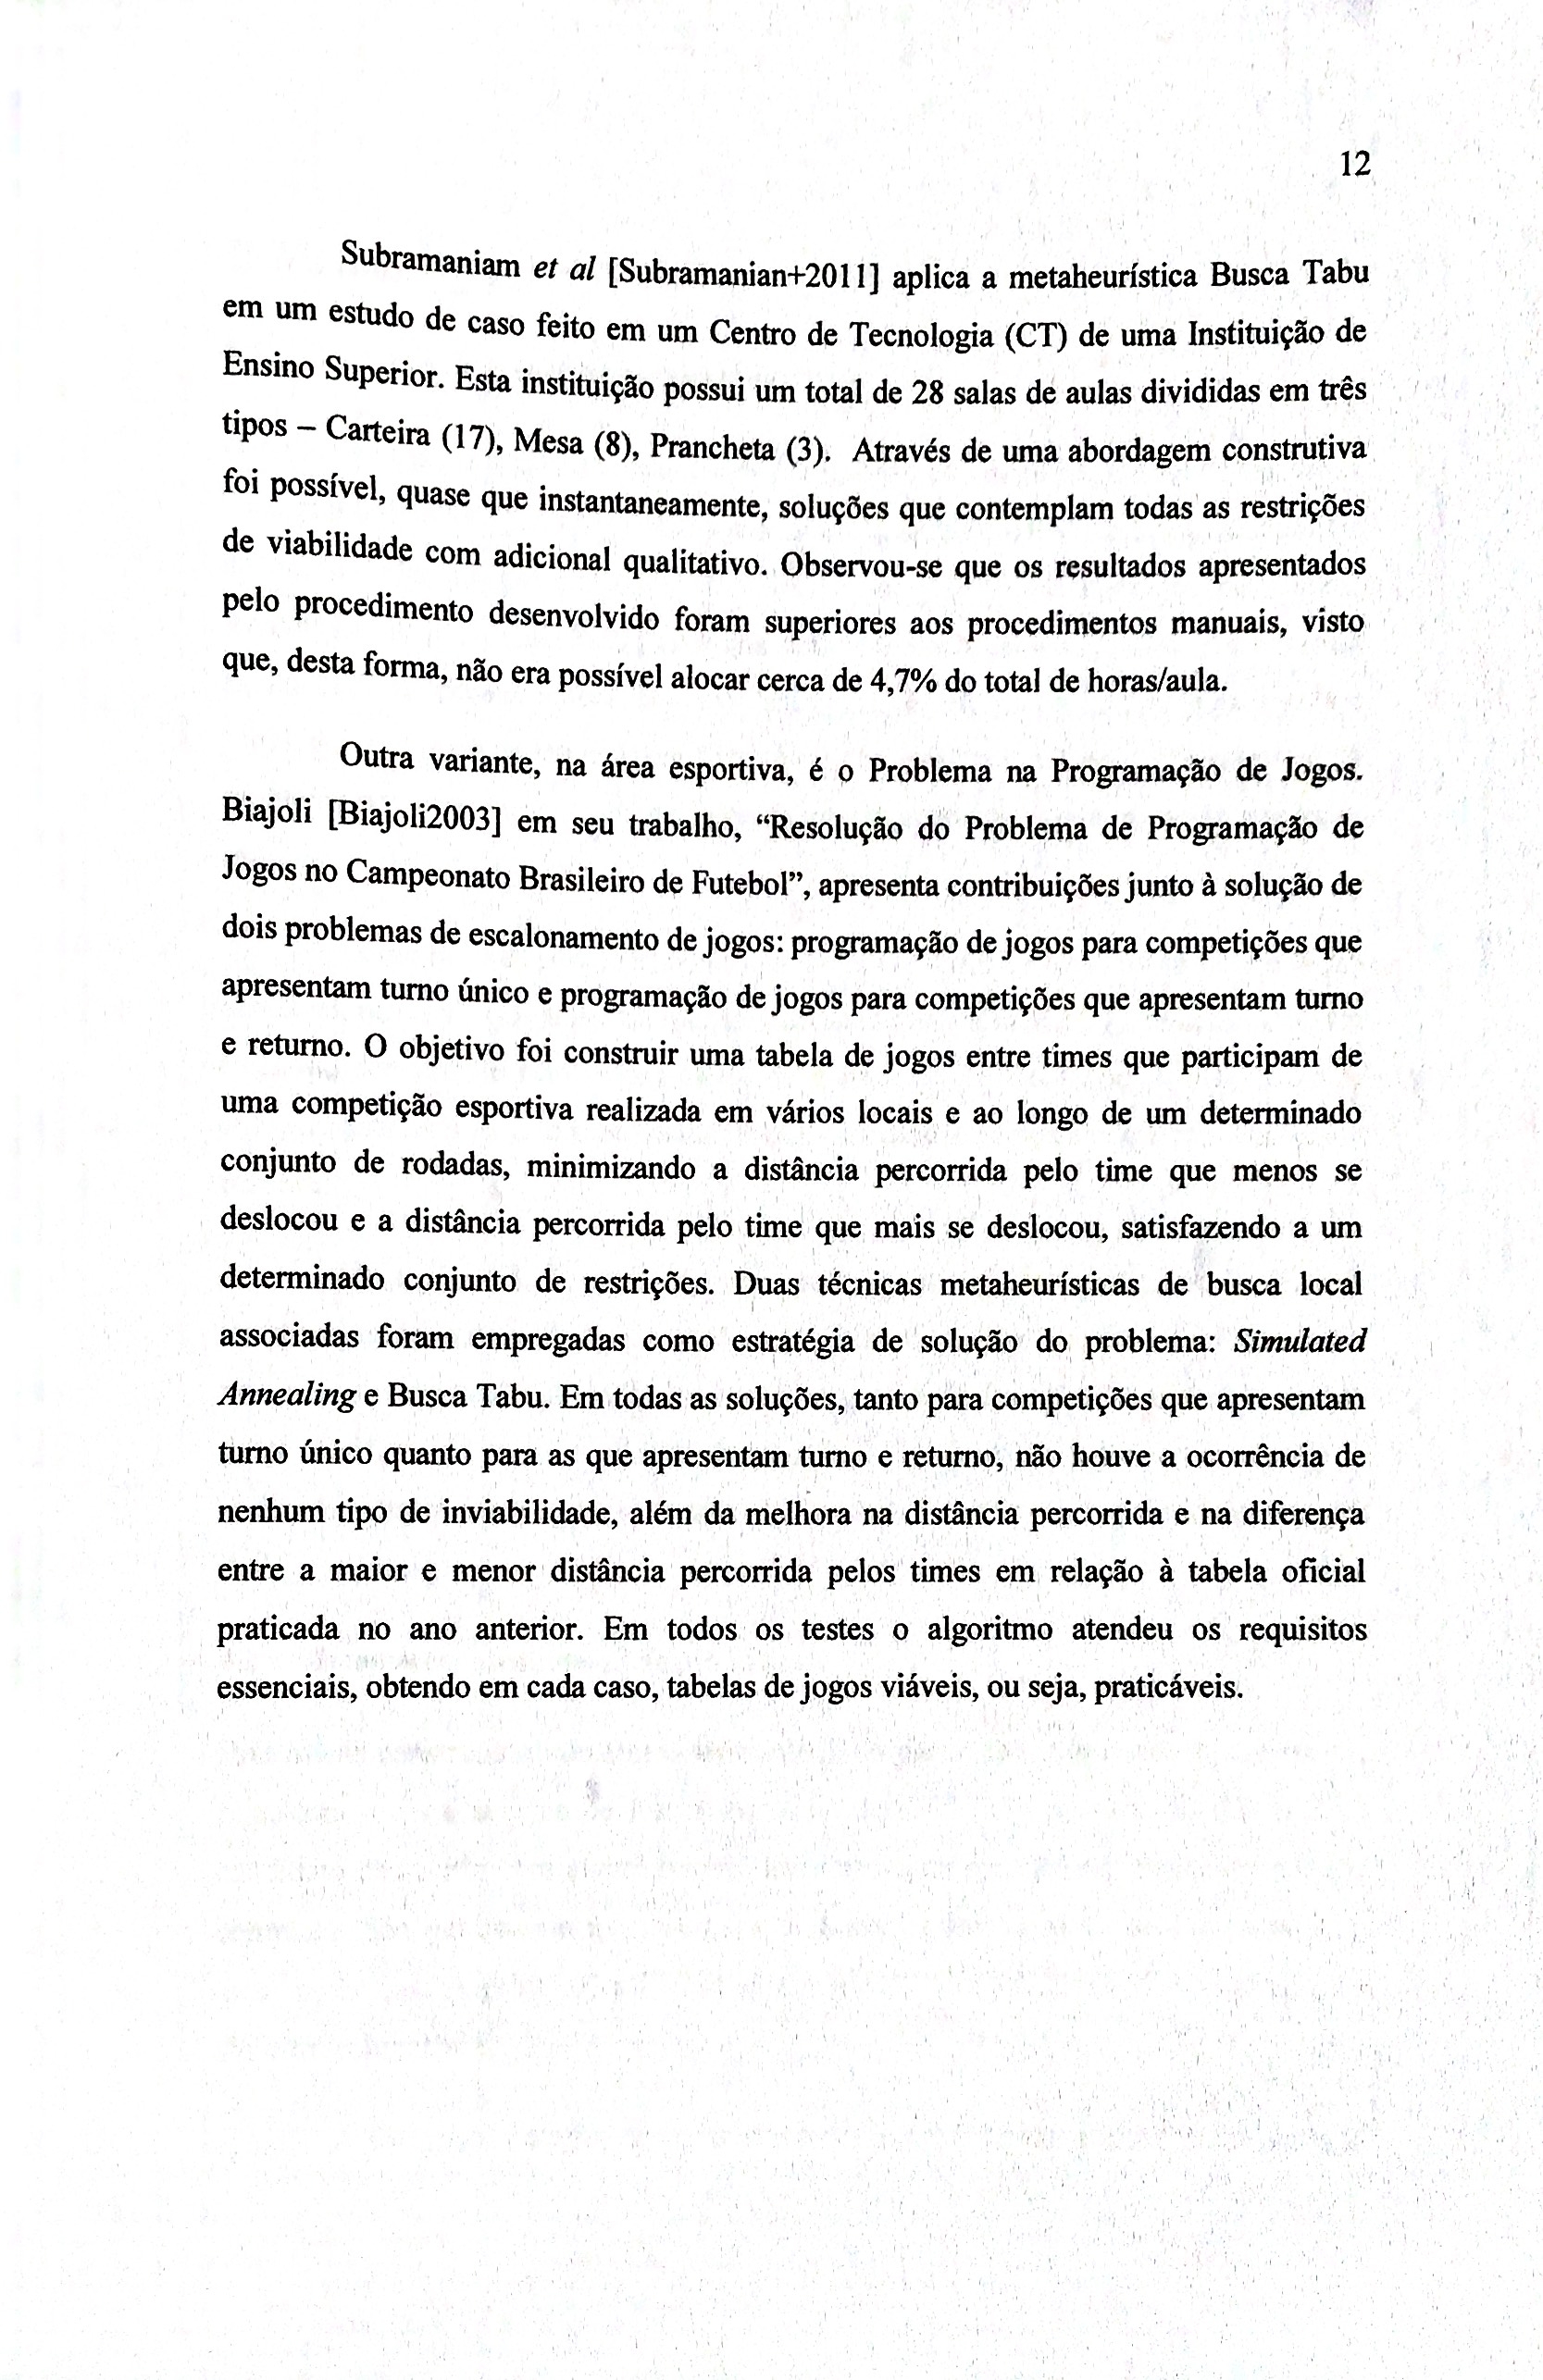 12
Subramaniam et al [Subramanian+2011] aplica a metaheurística Busca Tabu
em um estudo de caso feito em um Centro de Tecnologia (CT) de uma Instituição de
Ensino Superior. Esta instituição possui um total de 28 salas de aulas divididas em três
tipos – Carteira (17), Mesa (8), Prancheta (3). Através de uma abordagem construtiva
foi possível, quase que instantaneamente, soluções que contemplam todas as restrições
de viabilidade com adicional qualitativo. Observou-se que os resultados apresentados
pelo procedimento desenvolvido foram superiores aos procedimentos manuais, visto
que, desta forma, não era possível alocar cerca de 4,7% do total de horas/aula.
Outra variante, na área esportiva, é o Problema na Programação de Jogos.
Biajoli [Biajoli2003] em seu trabalho, “Resolução do Problema de Programação de
Jogos no Campeonato Brasileiro de Futebol”, apresenta contribuições junto à solução de
dois problemas de escalonamento de jogos: programação de jogos para competições que
apresentam turno único e programação de jogos para competições que apresentam turno
e returno. O objetivo foi construir uma tabela de jogos entre times que participam de
uma competição esportiva realizada em vários locais e ao longo de um determinado
conjunto de rodadas, minimizando a distância percorrida pelo time que menos se
deslocou e a distância percorrida pelo time que mais se deslocou, satisfazendo a um
determinado conjunto de restrições. Duas técnicas metaheurísticas de busca local
associadas foram empregadas como estratégia de solução do problema: Simulated
Annealing e Busca Tabu. Em todas as soluções, tanto para competições que apresentam
turno único quanto para as que apresentam turno e returno, não houve a ocorrência de
nenhum tipo de inviabilidade, além da melhora na distância percorrida e na diferença
entre a maior e menor distância percorrida pelos times em relação à tabela oficial
praticada no ano anterior. Em todos os testes o algoritmo atendeu os requisitos
essenciais, obtendo em cada caso, tabelas de jogos viáveis, ou seja, praticáveis.